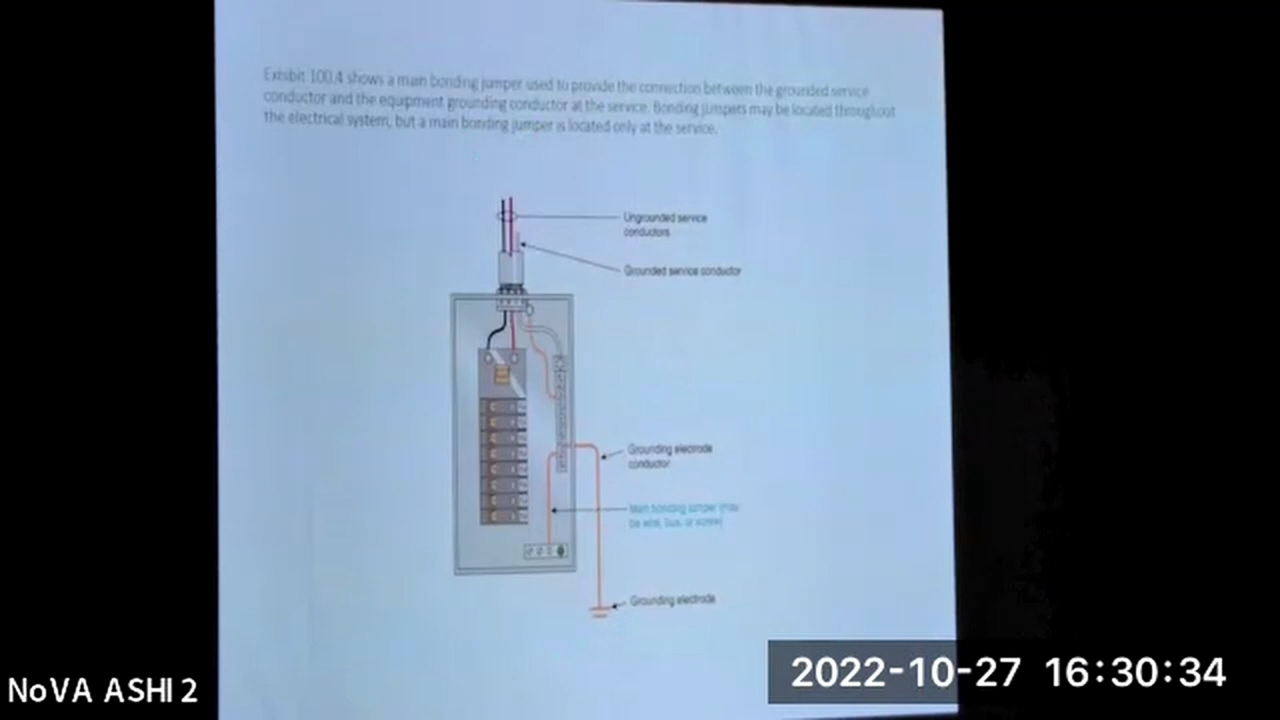 Exhibit 100.4 shows a main bonding jumper used to provide the connection between the grounded service
conductor and the equipment grounding conductor at the service. Bonding jumpers may be located throughout
the electrical system, but a main bonding jumper is located only at the service.
Ungrounded service
conductors
Grounded service conductor
Grounding electrode
conductor
Main bonding jumper (may
be wire, bus, or screw)
Grounding electrode
NoVA ASHI 2
2022-10-27 16:30:34